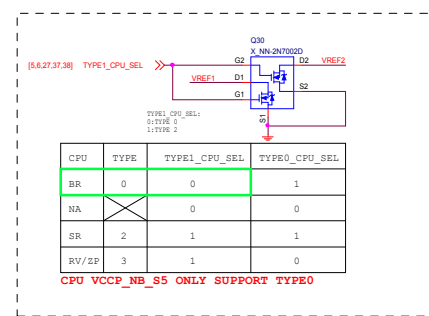 Q30
X_NN-2N7002D
[5,6,27,37,38] TYPE1_CPU_SEL
G2
D2
VREF2
VREF1
D1
G1
S2
S1
TYPE1_CPU_SEL:
0:TYPE 0
1:TYPE 2
CPU TYPE TYPE1_CPU_SEL TYPE0_CPU_SEL
BR 0 0 1
NA 0 0
SR 2 1 1
RV/ZP 3 1 0
CPU VCCP_NB_S5 ONLY SUPPORT TYPE0